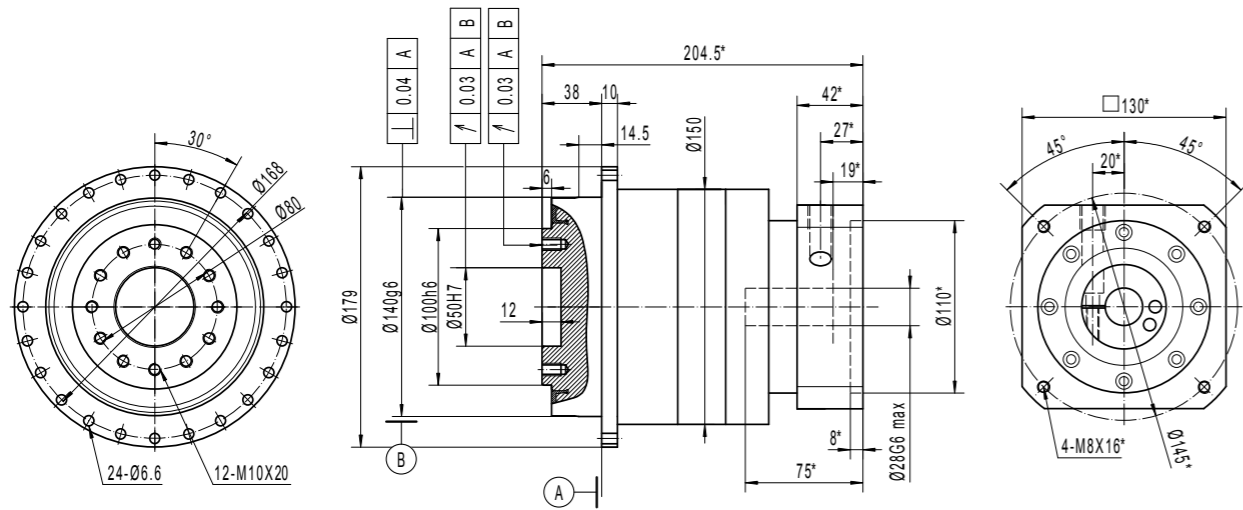 30°
Ø168
Ø80
24-Ø6.6
12-M10X20
⊥ 0.04 A
↗ 0.03 A B
↗ 0.03 A B
204.5*
38
10
42*
14.5
27*
19*
6
Ø150
Ø179
Ø140g6
Ø100h6
Ø50H7
12
Ø110*
8*
75*
Ø28G6 max
B
A
□130*
45°
45°
20*
4-M8X16*
Ø145*